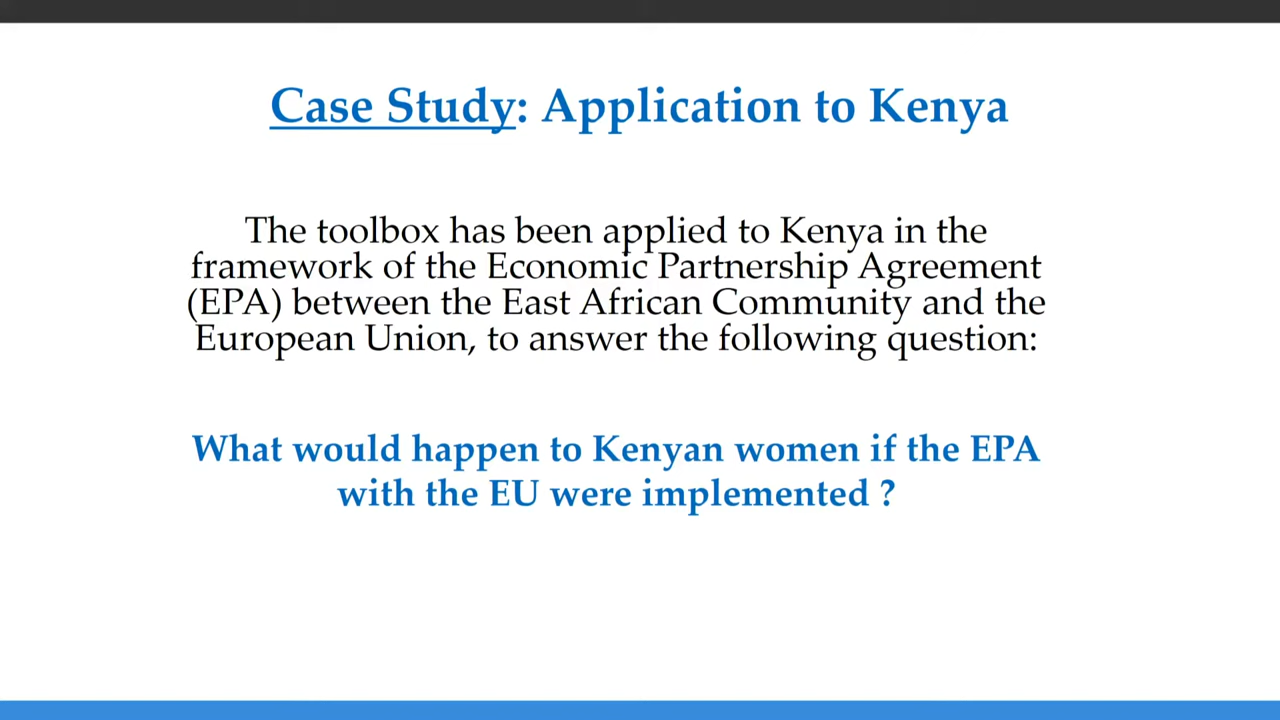 Case Study: Application to Kenya
The toolbox has been applied to Kenya in the
framework of the Economic Partnership Agreement
(EPA) between the East African Community and the
European Union, to answer the following question:
What would happen to Kenyan women if the EPA
with the EU were implemented ?